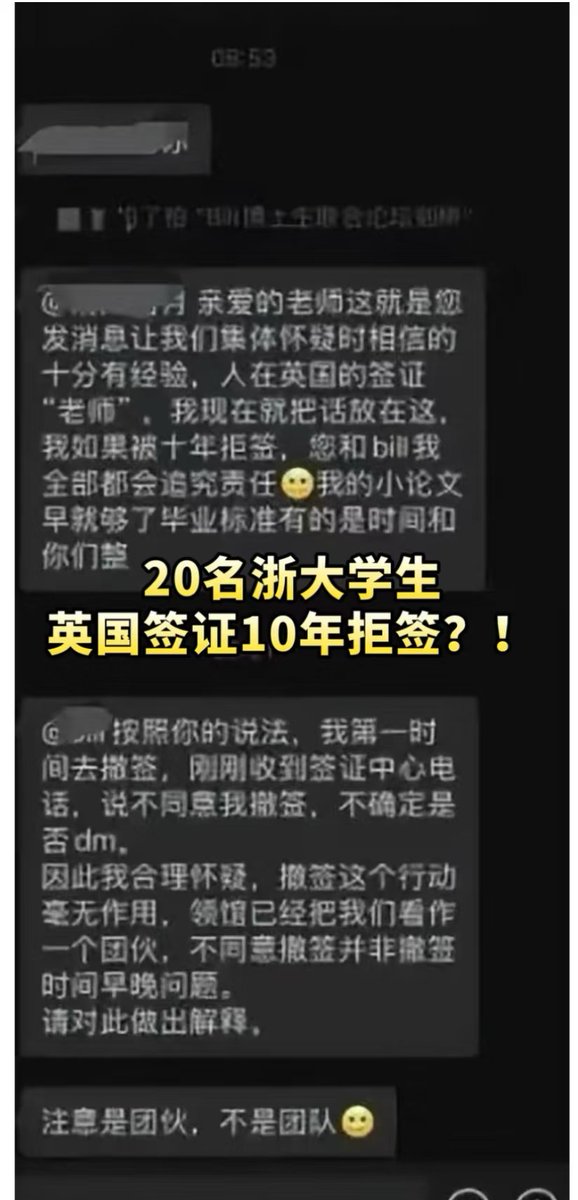 08:53
亲爱的老师这就是您
发消息让我们集体怀疑时相信的
十分有经验，人在英国的签证
“老师”，我现在就把话放在这，
我如果被十年拒签，您和bill我
全部都会追究责任🙂我的小论文
早就够了毕业标准有的是时间和
你们整
20名浙大学生
英国签证10年拒签？！
按照你的说法，我第一时
间去撤签，刚刚收到签证中心电
话，说不同意我撤签，不确定是
否dm。
因此我合理怀疑，撤签这个行动
毫无作用，领馆已经把我们看作
一个团伙，不同意撤签并非撤签
时间早晚问题。
请对此做出解释。
注意是团伙，不是团队🙂